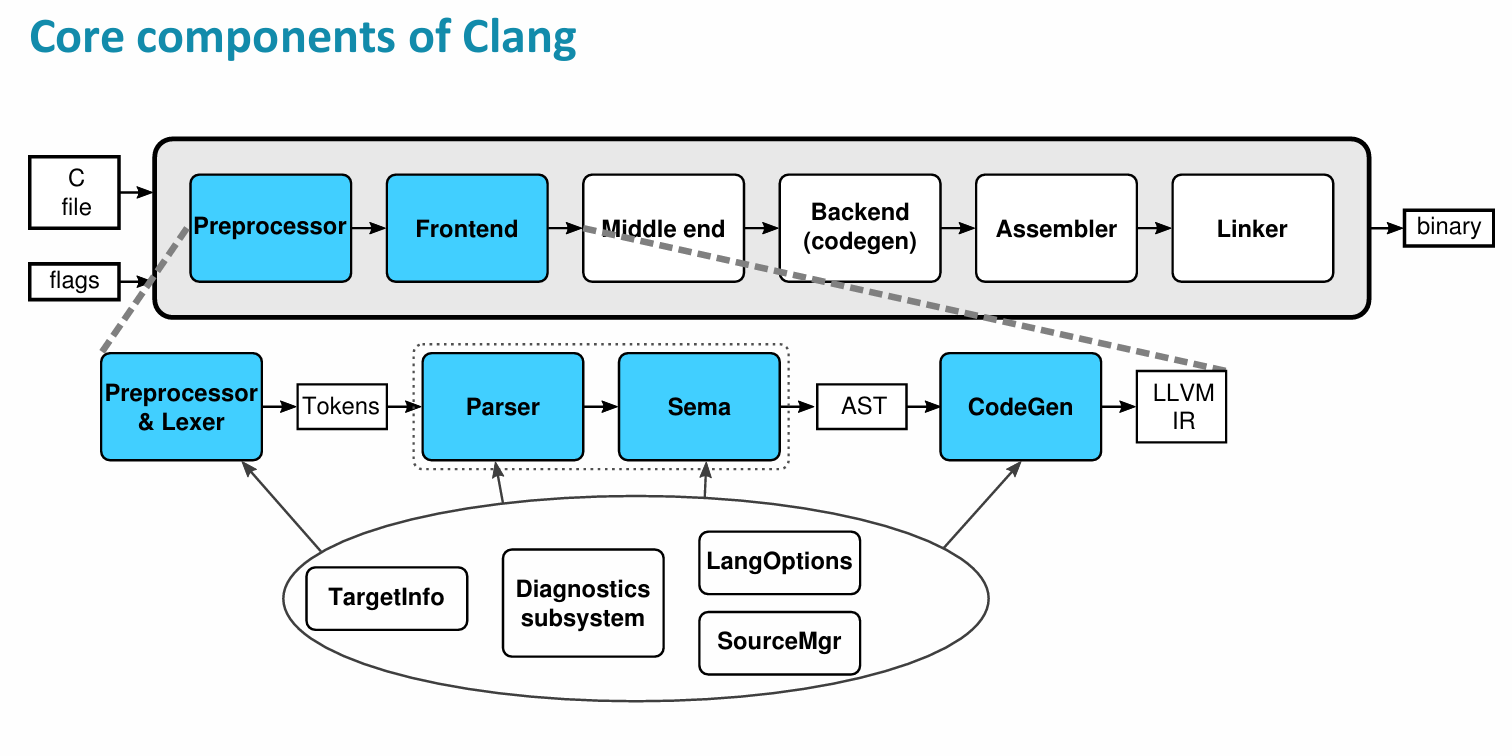 Core components of Clang
C
file
flags
Preprocessor
Frontend
Middle end
Backend
(codegen)
Assembler
Linker
binary
Preprocessor
& Lexer
Tokens
Parser
Sema
AST
CodeGen
LLVM
IR
TargetInfo
Diagnostics
subsystem
LangOptions
SourceMgr